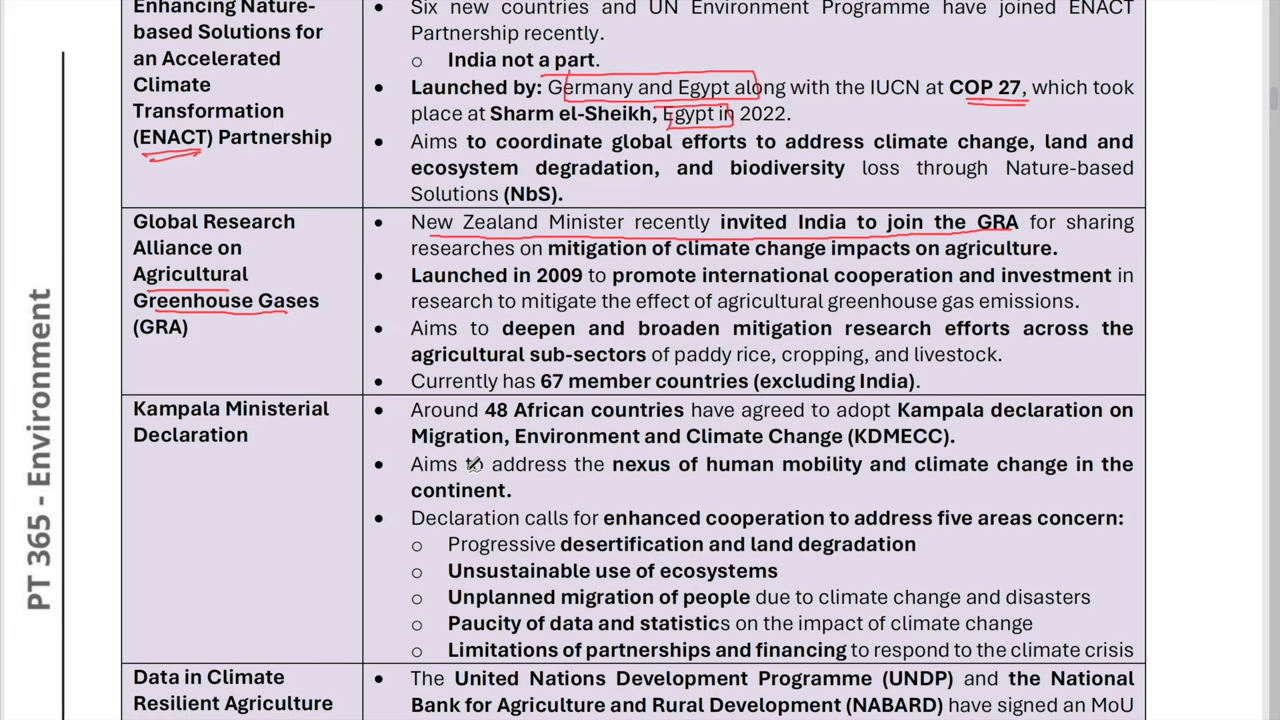 PT 365 - Environment
Enhancing Nature-
based Solutions for
an Accelerated
Climate
Transformation
(ENACT) Partnership
• Six new countries and UN Environment Programme have joined ENACT
Partnership recently.
o India not a part.
• Launched by: Germany and Egypt along with the IUCN at COP 27, which took
place at Sharm el-Sheikh, Egypt in 2022.
• Aims to coordinate global efforts to address climate change, land and
ecosystem degradation, and biodiversity loss through Nature-based
Solutions (NbS).
Global Research
Alliance on
Agricultural
Greenhouse Gases
(GRA)
• New Zealand Minister recently invited India to join the GRA for sharing
researches on mitigation of climate change impacts on agriculture.
• Launched in 2009 to promote international cooperation and investment in
research to mitigate the effect of agricultural greenhouse gas emissions.
• Aims to deepen and broaden mitigation research efforts across the
agricultural sub-sectors of paddy rice, cropping, and livestock.
• Currently has 67 member countries (excluding India).
Kampala Ministerial
Declaration
• Around 48 African countries have agreed to adopt Kampala declaration on
Migration, Environment and Climate Change (KDMECC).
• Aims to address the nexus of human mobility and climate change in the
continent.
• Declaration calls for enhanced cooperation to address five areas concern:
o Progressive desertification and land degradation
o Unsustainable use of ecosystems
o Unplanned migration of people due to climate change and disasters
o Paucity of data and statistics on the impact of climate change
o Limitations of partnerships and financing to respond to the climate crisis
Data in Climate
Resilient Agriculture
• The United Nations Development Programme (UNDP) and the National
Bank for Agriculture and Rural Development (NABARD) have signed an MoU